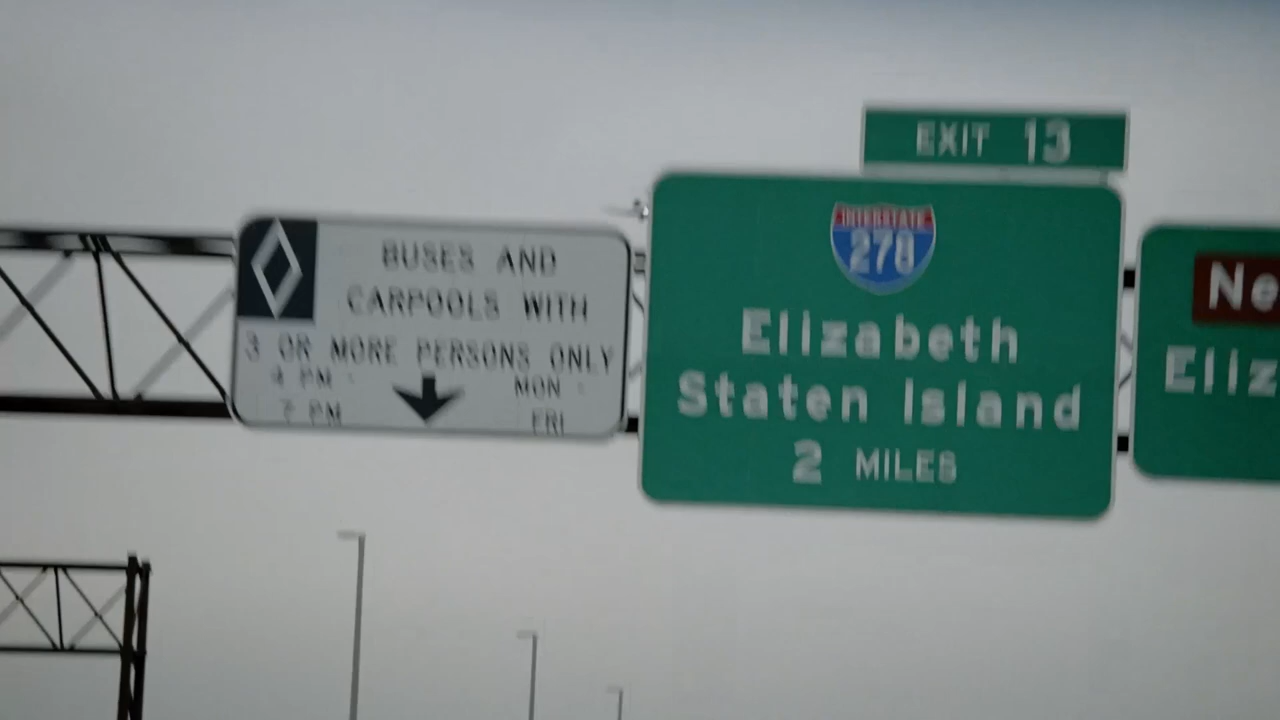 BUSES AND
CARPOOLS WITH
3 OR MORE PERSONS ONLY
4 PM - MON -
7 PM FRI
EXIT 13
INTERSTATE
278
Elizabeth
Staten Island
2 MILES
Ne
Eliz